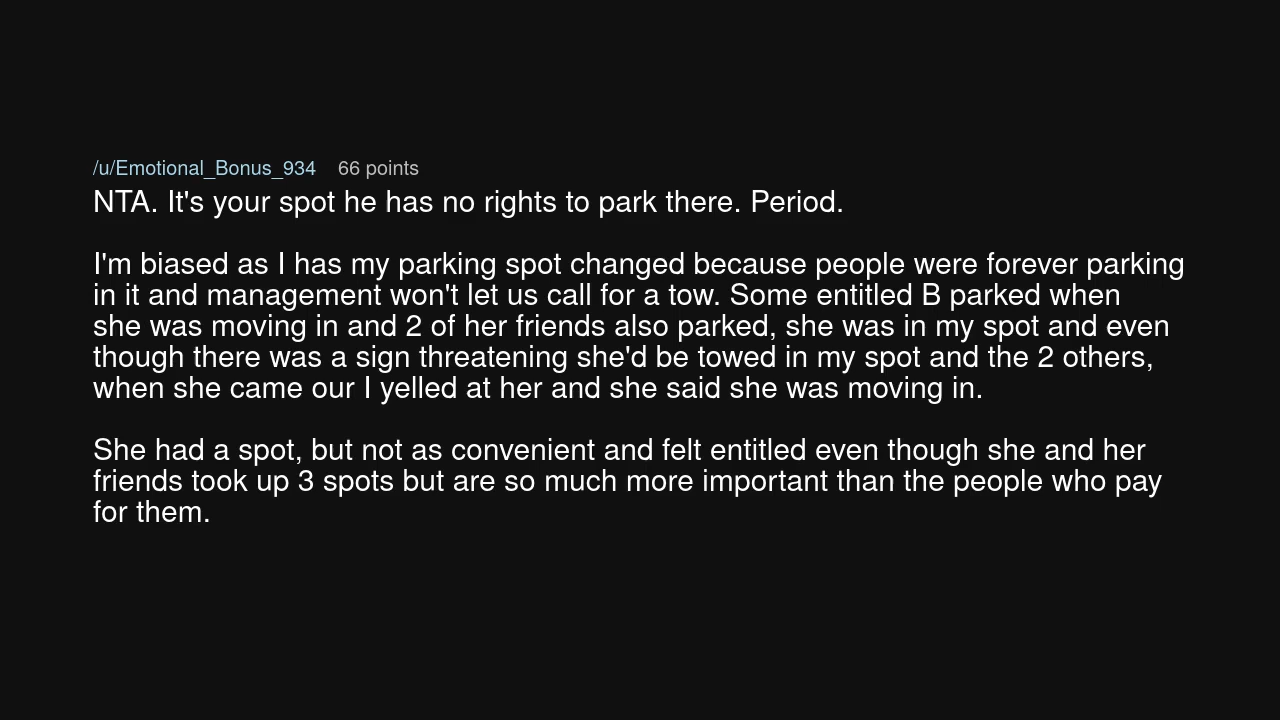 /u/Emotional_Bonus_934 66 points
NTA. It's your spot he has no rights to park there. Period.
I'm biased as I has my parking spot changed because people were forever parking
in it and management won't let us call for a tow. Some entitled B parked when
she was moving in and 2 of her friends also parked, she was in my spot and even
though there was a sign threatening she'd be towed in my spot and the 2 others,
when she came our I yelled at her and she said she was moving in.
She had a spot, but not as convenient and felt entitled even though she and her
friends took up 3 spots but are so much more important than the people who pay
for them.